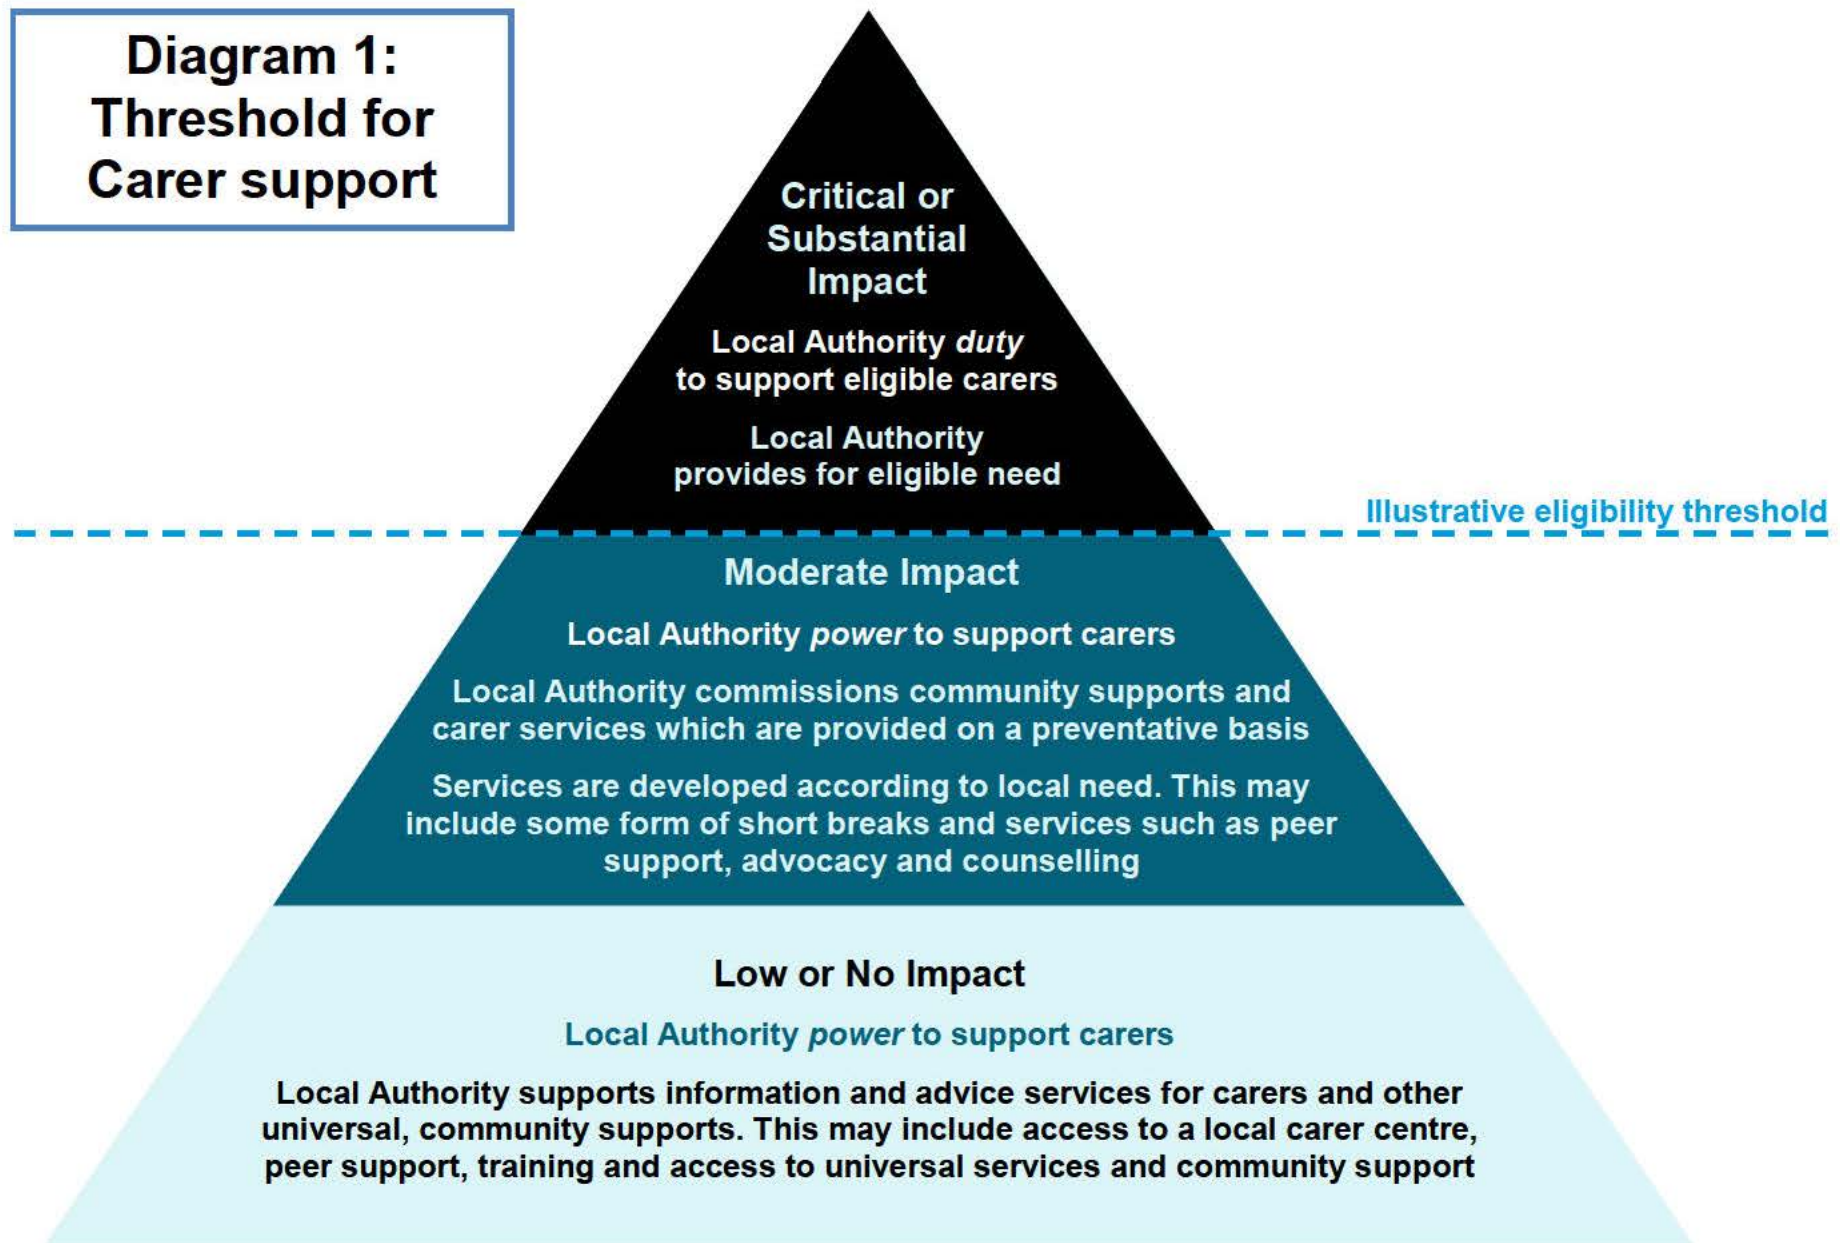 Diagram 1:
Threshold for
Carer support
Critical or
Substantial
Impact
Local Authority duty
to support eligible carers
Local Authority
provides for eligible need
Illustrative eligibility threshold
Moderate Impact
Local Authority power to support carers
Local Authority commissions community supports and
carer services which are provided on a preventative basis
Services are developed according to local need. This may
include some form of short breaks and services such as peer
support, advocacy and counselling
Low or No Impact
Local Authority power to support carers
Local Authority supports information and advice services for carers and other
universal, community supports. This may include access to a local carer centre,
peer support, training and access to universal services and community support